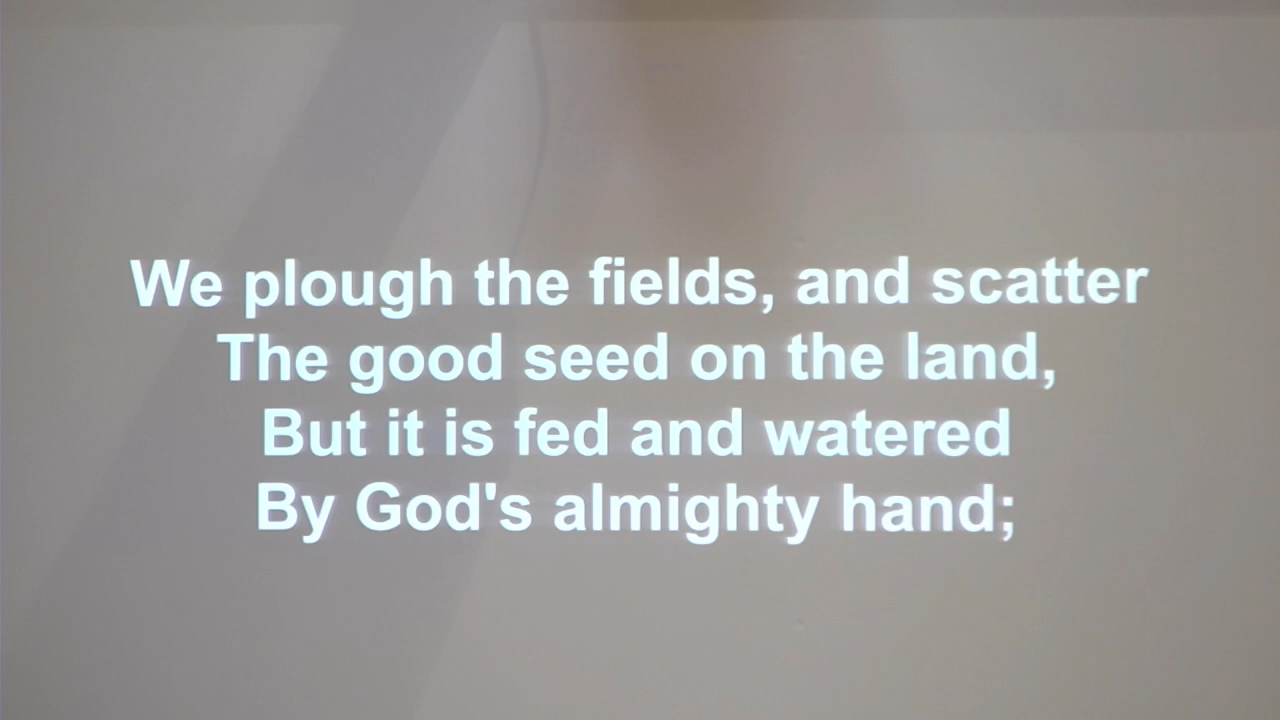 We plough the fields, and scatter
The good seed on the land,
But it is fed and watered
By God's almighty hand;